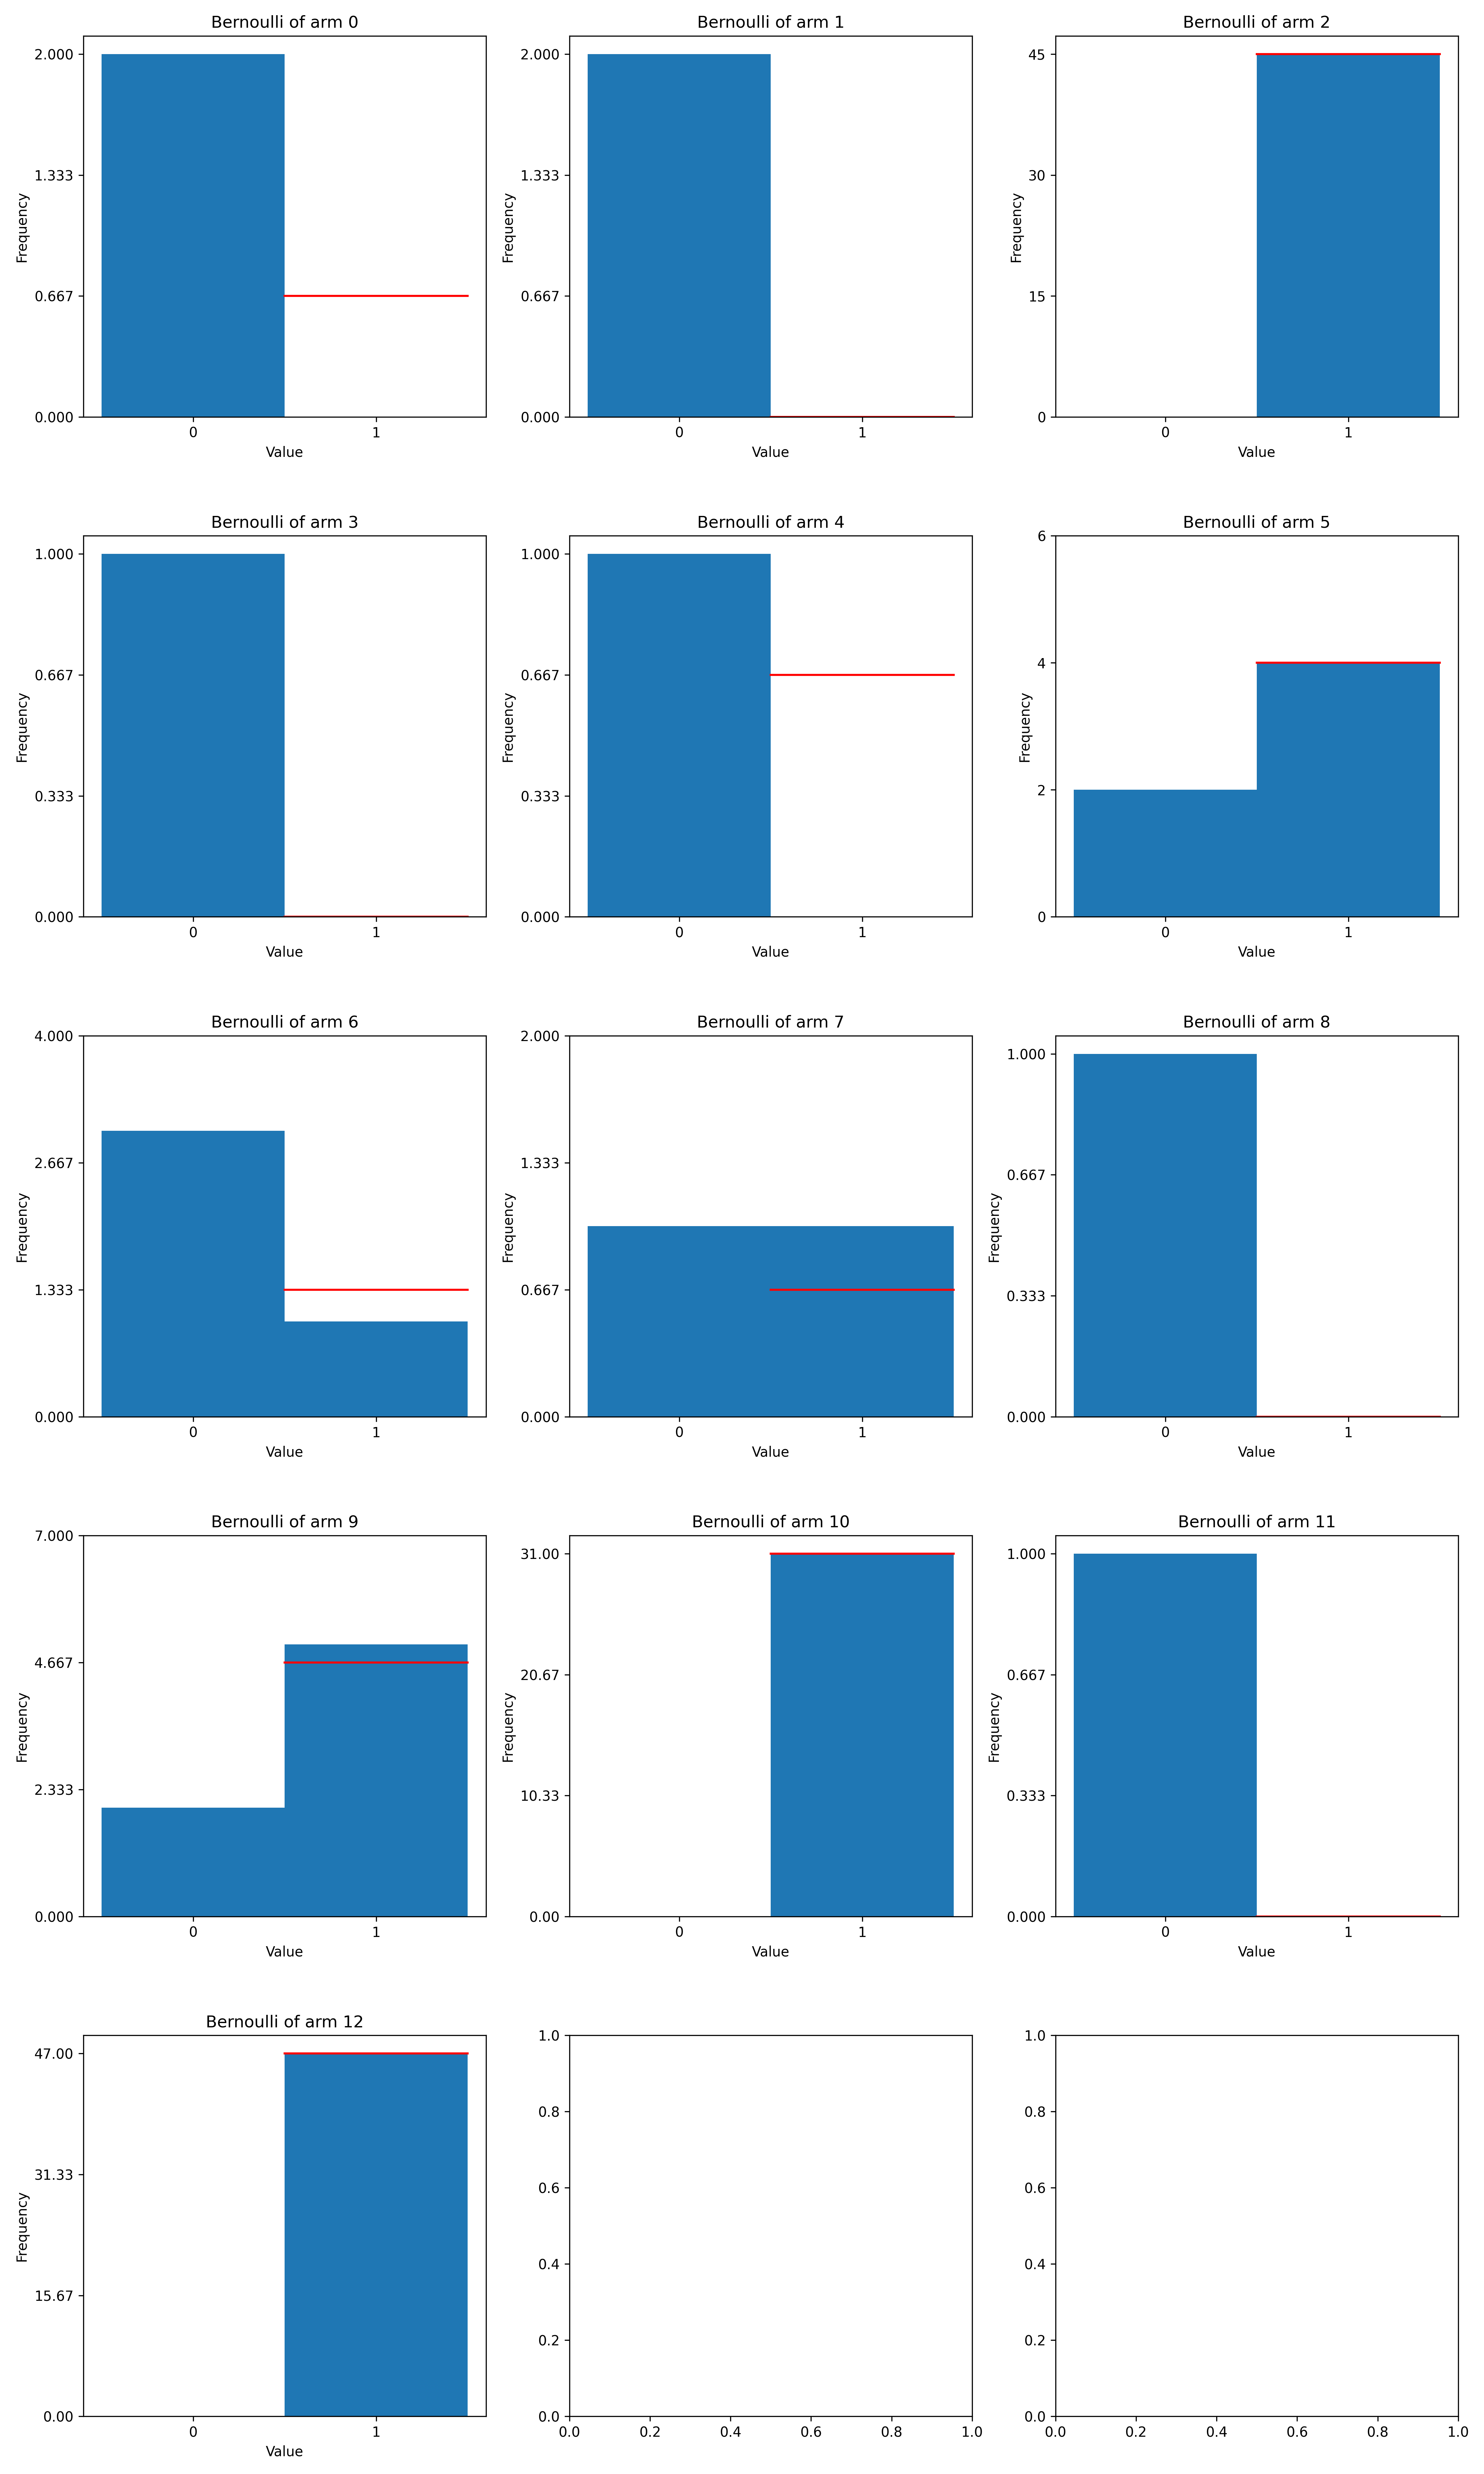 Bernoulli of arm 0
2.000
1.333
0.667
0.000
Frequency
0 1
Value
Bernoulli of arm 1
2.000
1.333
0.667
0.000
Frequency
0 1
Value
Bernoulli of arm 2
45
30
15
0
Frequency
0 1
Value
Bernoulli of arm 3
1.000
0.667
0.333
0.000
Frequency
0 1
Value
Bernoulli of arm 4
1.000
0.667
0.333
0.000
Frequency
0 1
Value
Bernoulli of arm 5
6
4
2
0
Frequency
0 1
Value
Bernoulli of arm 6
4.000
2.667
1.333
0.000
Frequency
0 1
Value
Bernoulli of arm 7
2.000
1.333
0.667
0.000
Frequency
0 1
Value
Bernoulli of arm 8
1.000
0.667
0.333
0.000
Frequency
0 1
Value
Bernoulli of arm 9
7.000
4.667
2.333
0.000
Frequency
0 1
Value
Bernoulli of arm 10
31.00
20.67
10.33
0.00
Frequency
0 1
Value
Bernoulli of arm 11
1.000
0.667
0.333
0.000
Frequency
0 1
Value
Bernoulli of arm 12
47.00
31.33
15.67
0.00
Frequency
0 1
Value
1.0
0.8
0.6
0.4
0.2
0.0
0.0 0.2 0.4 0.6 0.8 1.0
1.0
0.8
0.6
0.4
0.2
0.0
0.0 0.2 0.4 0.6 0.8 1.0